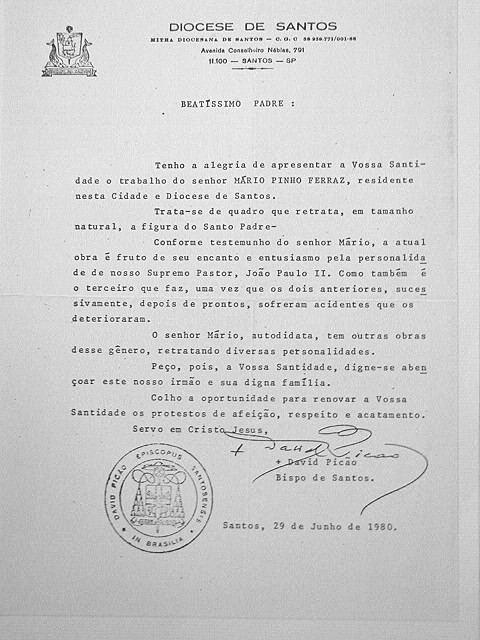 DIOCESE DE SANTOS
MITRA DIOCESANA DE SANTOS — C. G. C 58 258.771/001-88
Avenida Conselheiro Nébias, 791
11.100 — SANTOS — SP
BEATÍSSIMO PADRE :
Tenho a alegria de apresentar a Vossa Santi-
dade o trabalho do senhor MÁRIO PINHO FERRAZ, residente
nesta Cidade e Diocese de Santos.
Trata-se de quadro que retrata, em tamanho
natural, a figura do Santo Padre-
Conforme testemunho do senhor Mário, a atual
obra é fruto de seu encanto e entusiasmo pela personalida
de de nosso Supremo Pastor, João Paulo II. Como também é
o terceiro que faz, uma vez que os dois anteriores, suces
sivamente, depois de prontos, sofreram acidentes que os
deterioraram.
O senhor Mário, autodidata, tem outras obras
desse gênero, retratando diversas personalidades.
Peço, pois, a Vossa Santidade, digne-se aben
çoar este nosso irmão e sua digna família.
Colho a oportunidade para renovar a Vossa
Santidade os protestos de afeição, respeito e acatamento.
Servo em Cristo Jesus,
+ David Picão
+ David Picão
Bispo de Santos.
DAVID PICÃO EPISCOPUS SANTOSENSIS
IN BRASILIA
Santos, 29 de Junho de 1980.